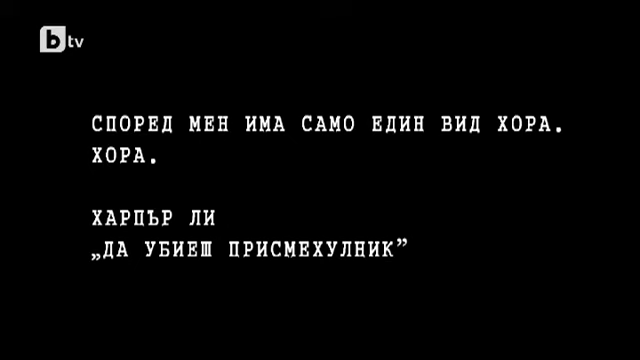 btv
СПОРЕД МЕН ИМА САМО ЕДИН ВИД ХОРА.
ХОРА.
ХАРПЪР ЛИ
„ДА УБИЕШ ПРИСМЕХУЛНИК”